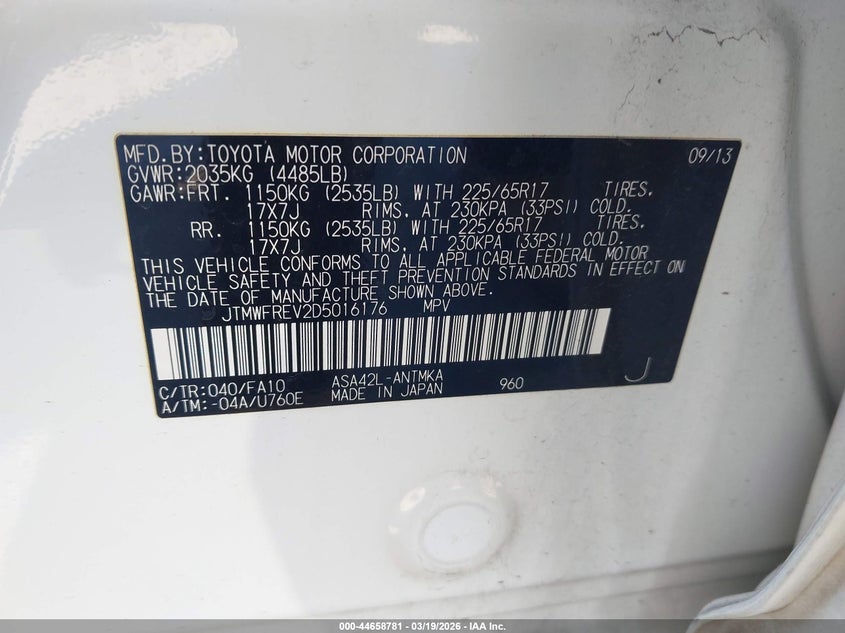 MFD. BY: TOYOTA MOTOR CORPORATION 09/13
GVWR: 2035KG (4485LB)
GAWR: FRT. 1150KG (2535LB) WITH 225/65R17 TIRES.
17X7J RIMS. AT 230KPA (33PSI) COLD.
RR. 1150KG (2535LB) WITH 225/65R17 TIRES.
17X7J RIMS. AT 230KPA (33PSI) COLD.
THIS VEHICLE CONFORMS TO ALL APPLICABLE FEDERAL MOTOR
VEHICLE SAFETY AND THEFT PREVENTION STANDARDS IN EFFECT ON
THE DATE OF MANUFACTURE SHOWN ABOVE.
JTMWFREV2D5016176 MPV
C/TR: 040/FA10 ASA42L-ANTMKA 960 J
A/TM: -04A/U760E MADE IN JAPAN
000-44658781 | 03/19/2026 - IAA Inc.